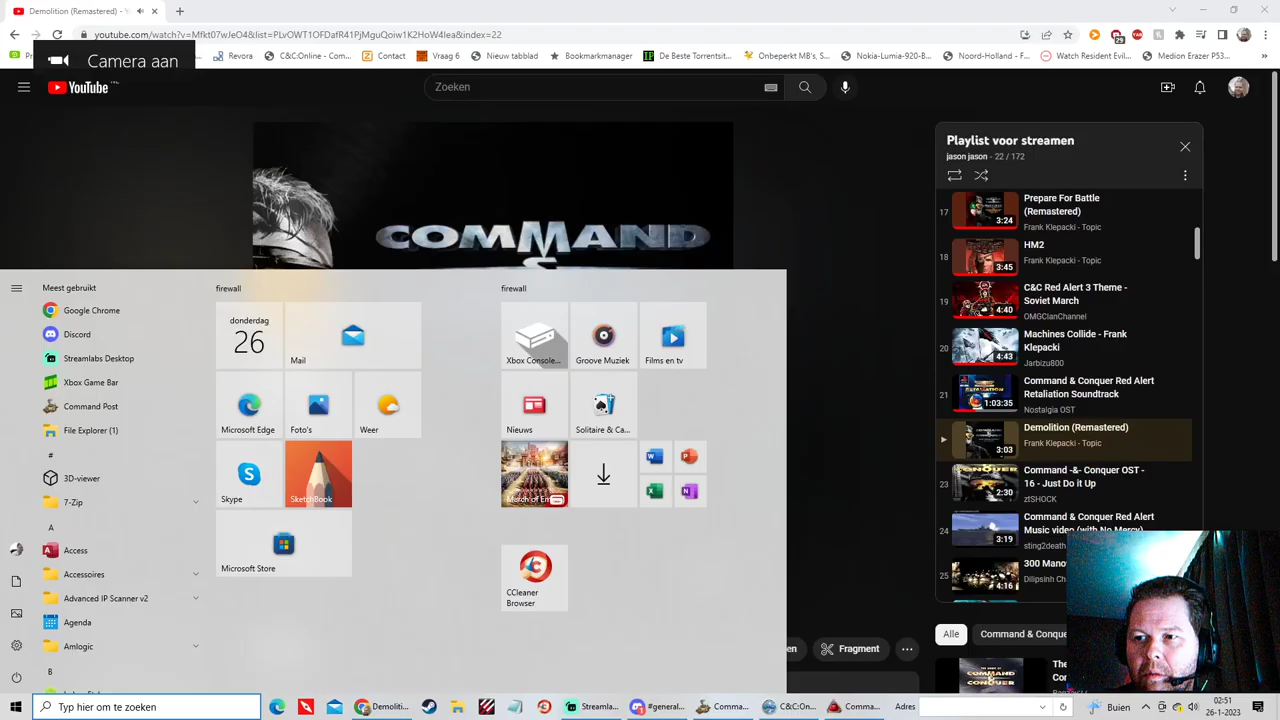 Demolition (Remastered) - Y
youtube.com/watch?v=Mfkt07wJeO4&list=PLvOWT1OFDafR41PjMguQoiw1K2HoW4Iea&index=22
Camera aan
Revora
C&C:Online - Com...
Contact
Vraag 6
Nieuw tabblad
Bookmarkmanager
De Beste Torrentsit...
Onbeperkt MB's, S...
Nokia-Lumia-920-B...
Noord-Holland - F...
Watch Resident Evil...
Medion Erazer P53...
YouTube NL
Zoeken
COMMAND
Playlist voor streamen
jason jason - 22 / 172
17
Prepare For Battle
(Remastered)
Frank Klepacki - Topic
3:24
18
HM2
Frank Klepacki - Topic
3:45
19
C&C Red Alert 3 Theme -
Soviet March
OMGClanChannel
4:40
20
Machines Collide - Frank
Klepacki
Jarbizu800
4:43
21
Command & Conquer Red Alert
Retaliation Soundtrack
Nostalgia OST
1:03:35
Demolition (Remastered)
Frank Klepacki - Topic
3:03
23
Command -&- Conquer OST -
16 - Just do it Up
ztSHOCK
2:30
24
Command & Conquer Red Alert
Music video (with No Mercy)
sting2death
3:19
25
300 Mano
Dilipsinh Cha
4:16
Alle
Command & Conque
The
Fragment
Meest gebruikt
Google Chrome
Discord
Streamlabs Desktop
Xbox Game Bar
Command Post
File Explorer (1)
#
3D-viewer
7-Zip
A
Access
Accessoires
Advanced IP Scanner v2
Agenda
Amlogic
B
firewall
donderdag
26
Mail
Microsoft Edge
Foto's
Weer
Skype
SketchBook
Microsoft Store
firewall
Xbox Console...
Groove Muziek
Films en tv
Nieuws
Solitaire & Ca...
March of Em
CCleaner
Browser
Typ hier om te zoeken
Demoliti...
Streamla...
#general...
Comma...
C&C:On...
Comma...
Adres
Buien
02:51
26-1-2023